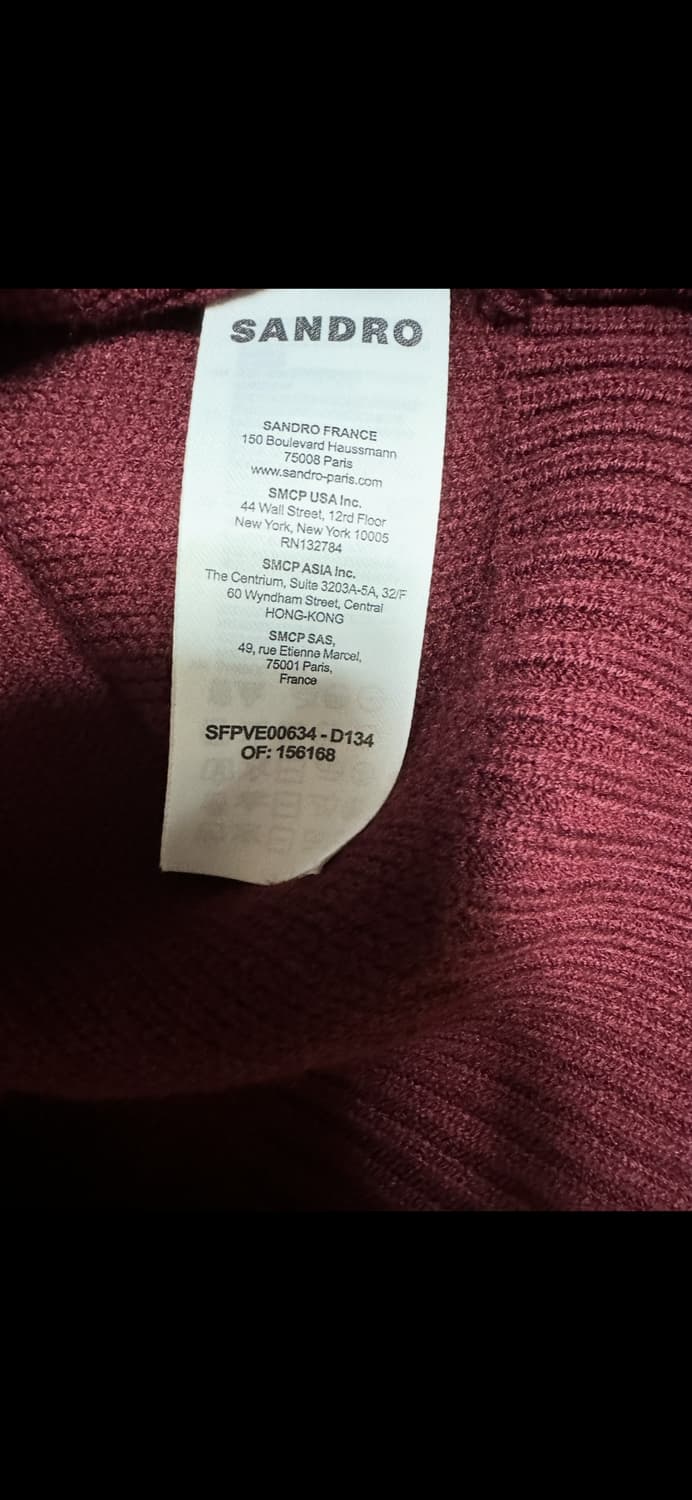 SANDRO
SANDRO FRANCE
150 Boulevard Haussmann
75008 Paris
www.sandro-paris.com
SMCP USA Inc.
44 Wall Street, 12rd Floor
New York, New York 10005
RN132784
SMCP ASIA Inc.
The Centrium, Suite 3203A-5A, 32/F
60 Wyndham Street, Central
HONG-KONG
SMCP SAS,
49, rue Etienne Marcel,
75001 Paris,
France
SFPVE00634 - D134
OF: 156168